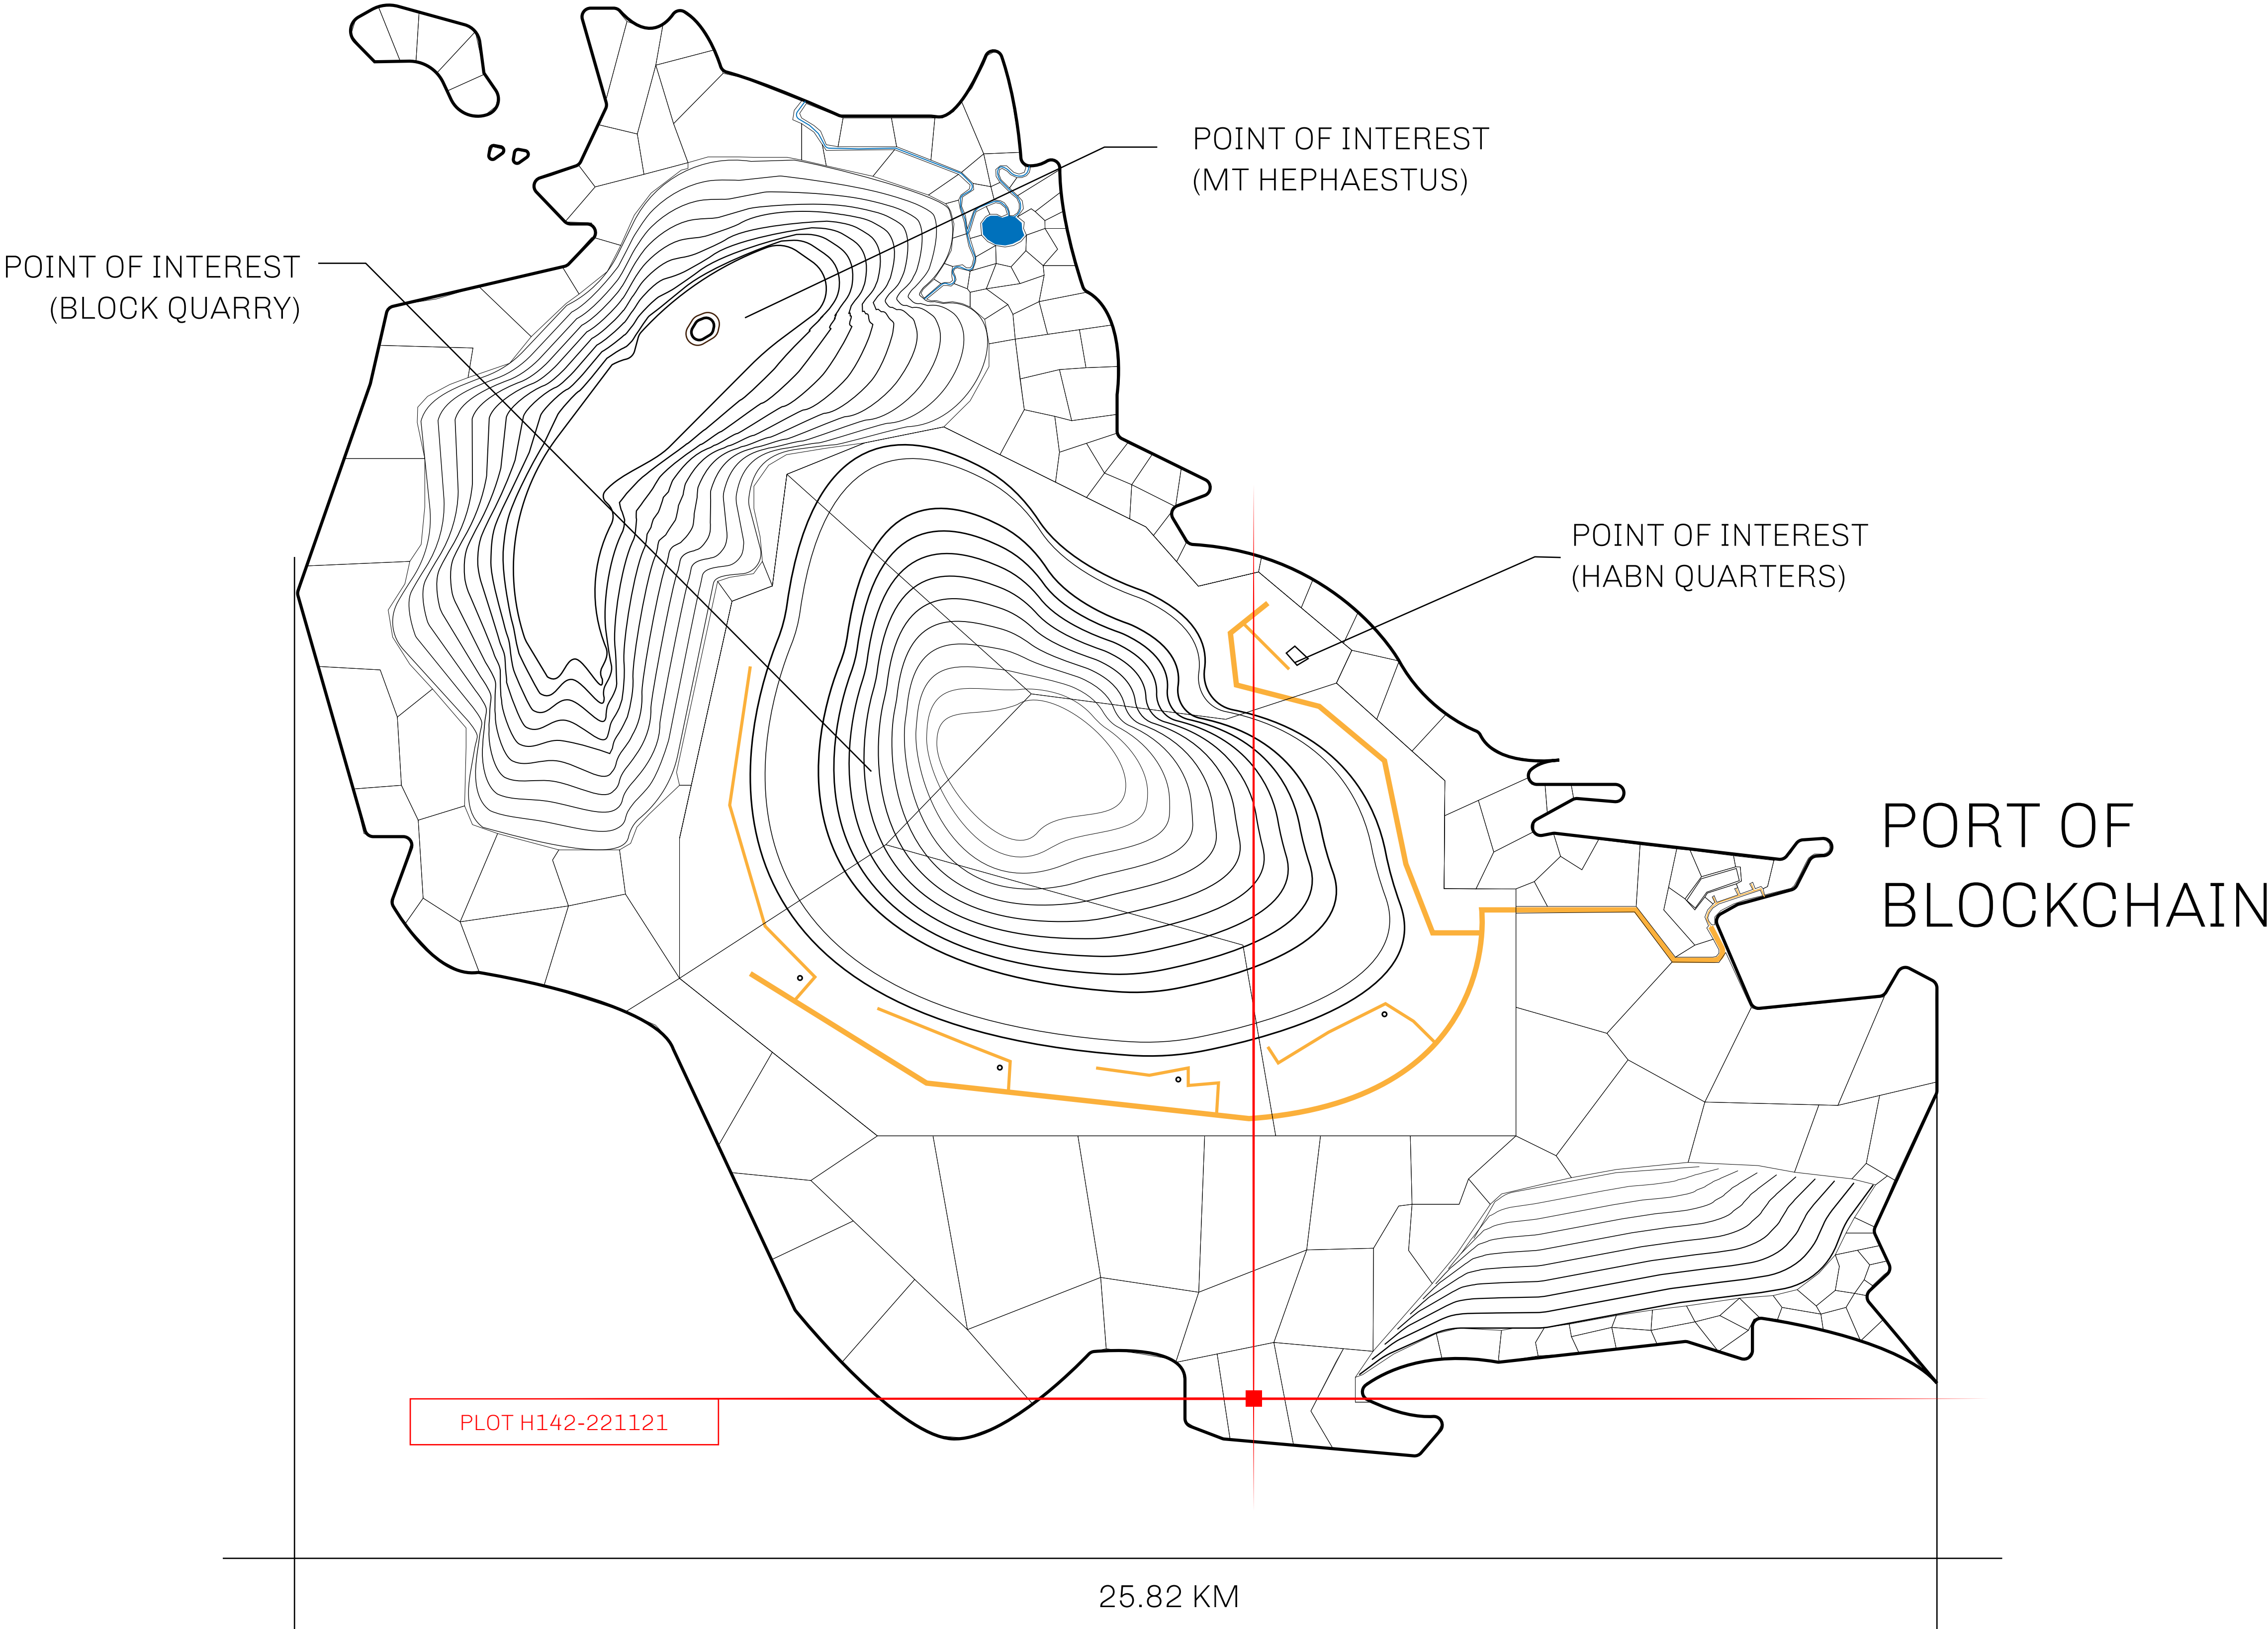 POINT OF INTEREST
(MT HEPHAESTUS)
POINT OF INTEREST
(BLOCK QUARRY)
POINT OF INTEREST
(HABN QUARTERS)
PORT OF
BLOCKCHAIN
PLOT H142-221121
25.82 KM